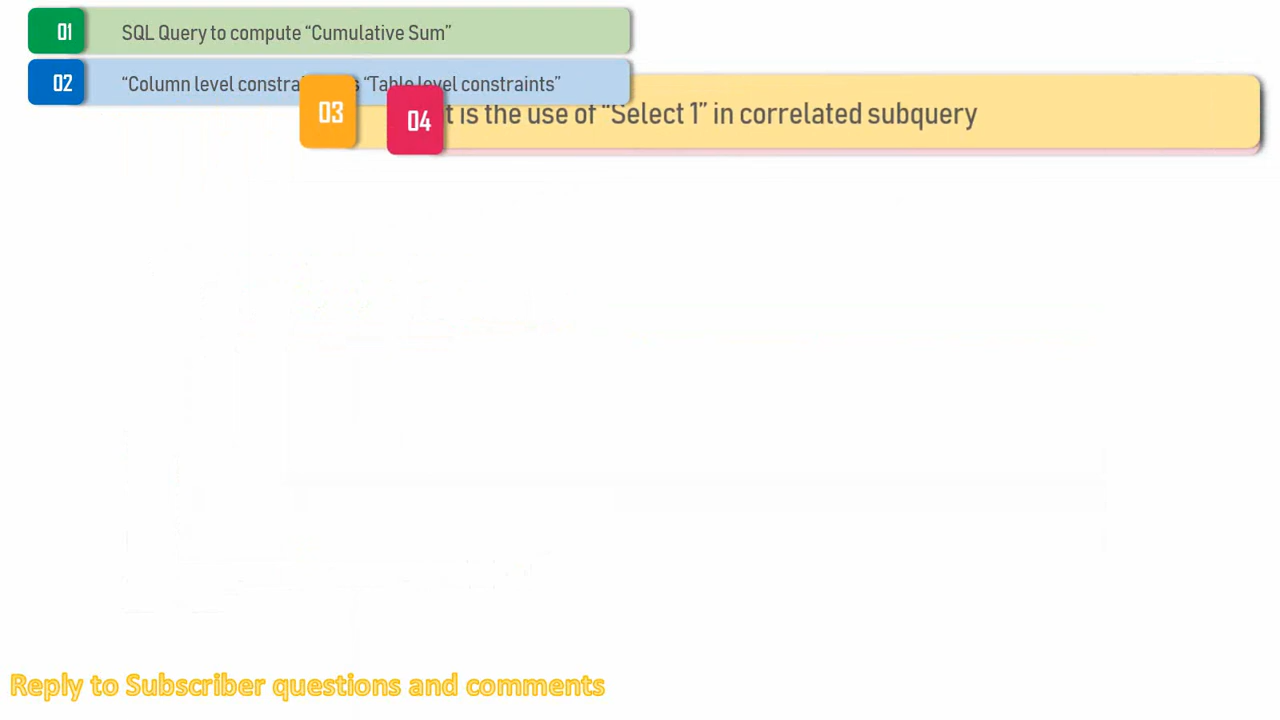 01 SQL Query to compute “Cumulative Sum”
02 “Column level “Table level constraints”
03 04 is the use of “Select 1” in correlated subquery
Reply to Subscriber questions and comments